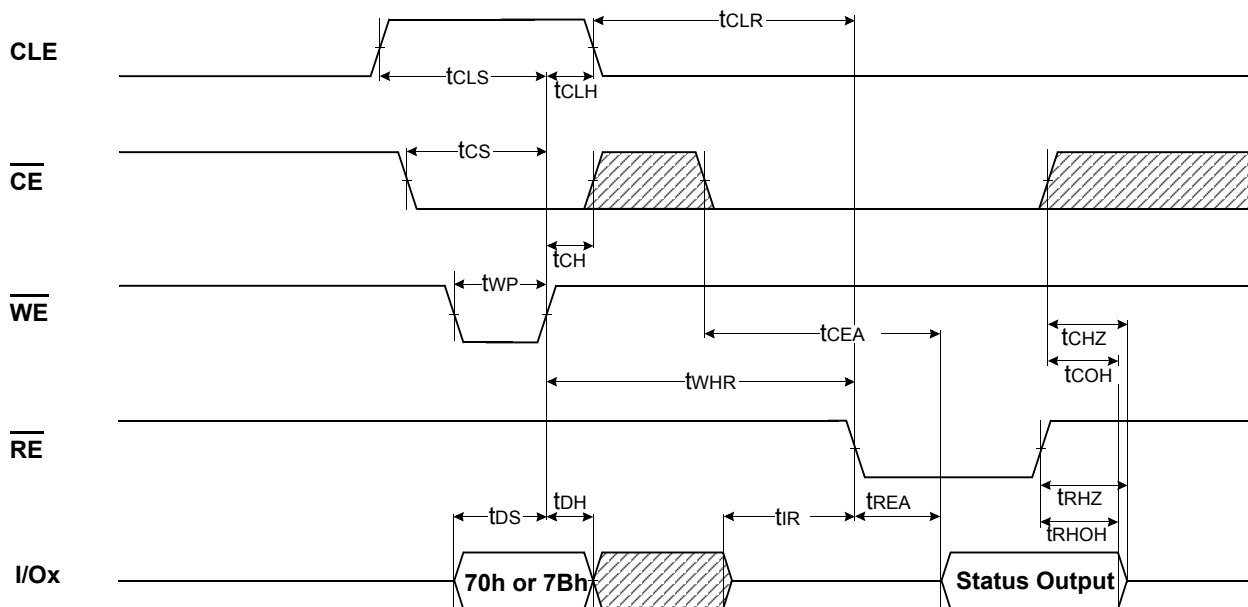 CLE
tCLR
tCLS
tCLH
CE
tCS
tCH
WE
tWP
tCEA
tCHZ
tCOH
tWHR
RE
tREA
tRHZ
tRHOH
tDS
tDH
tIR
I/Ox
70h or 7Bh
Status Output